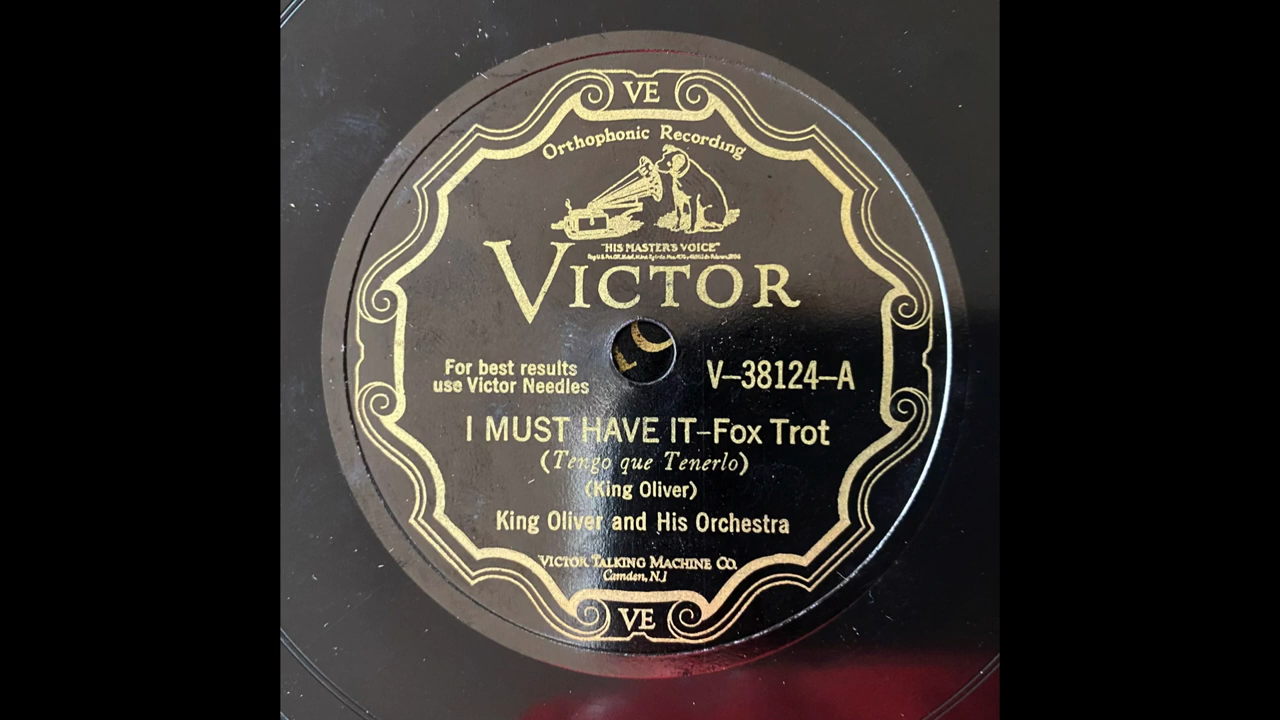 VE
Orthophonic Recording
"HIS MASTER'S VOICE"
VICTOR
For best results
use Victor Needles
V-38124-A
I MUST HAVE IT-Fox Trot
(Tengo que Tenerlo)
(King Oliver)
King Oliver and His Orchestra
VICTOR TALKING MACHINE CO.
Camden, N.J
VE